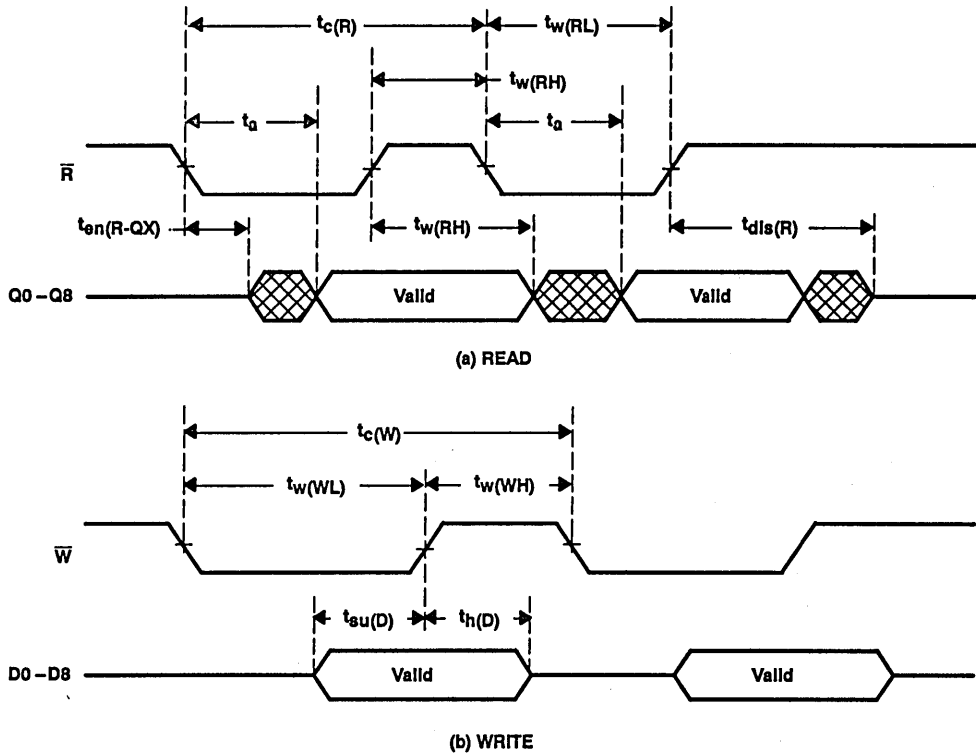 tc(R)
tw(RL)
tw(RH)
ta
ta
R̅
ten(R-QX)
tw(RH)
tdis(R)
Q0–Q8
Valid
Valid
(a) READ
tc(W)
tw(WL)
tw(WH)
W̅
tsu(D)
th(D)
D0–D8
Valid
Valid
(b) WRITE